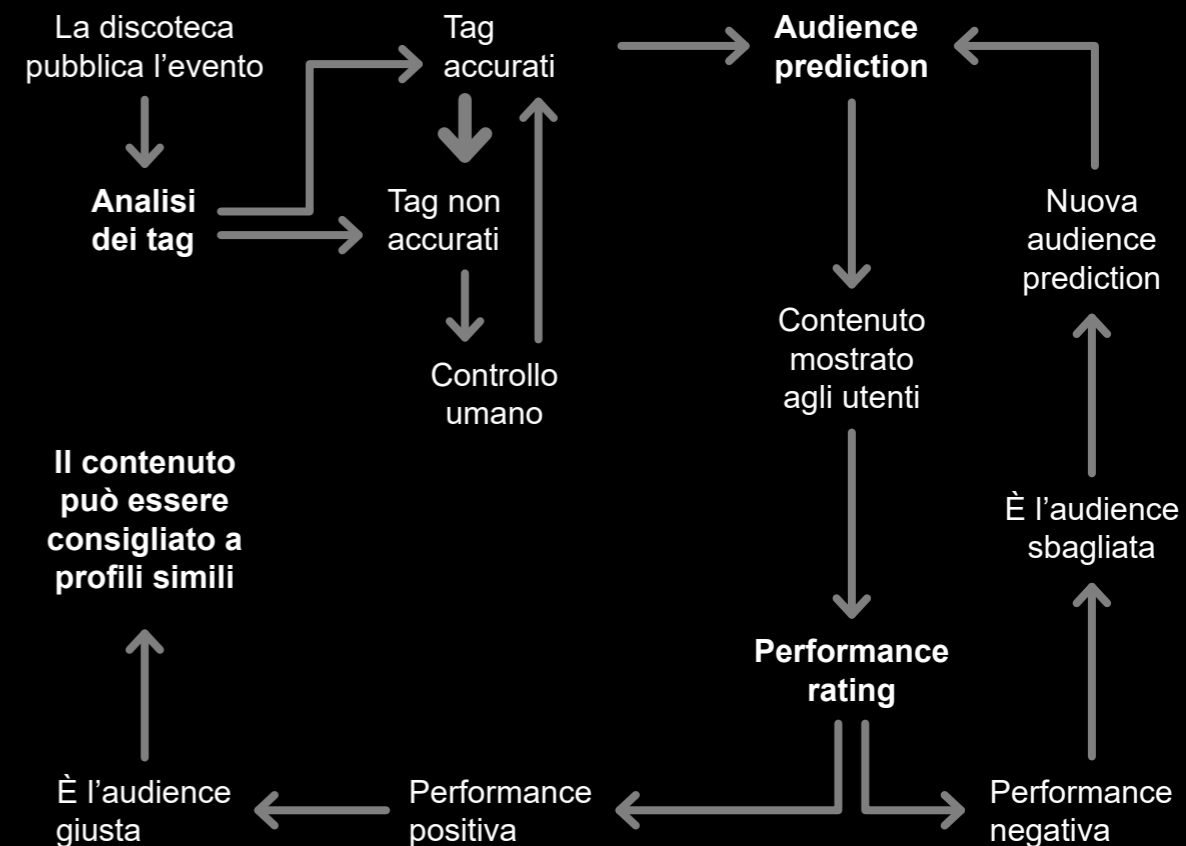 La discoteca
pubblica l’evento
Tag
accurati
Audience
prediction
Analisi
dei tag
Tag non
accurati
Nuova
audience
prediction
Controllo
umano
Contenuto
mostrato
agli utenti
Il contenuto
può essere
consigliato a
profili simili
È l’audience
sbagliata
Performance
rating
È l’audience
giusta
Performance
positiva
Performance
negativa